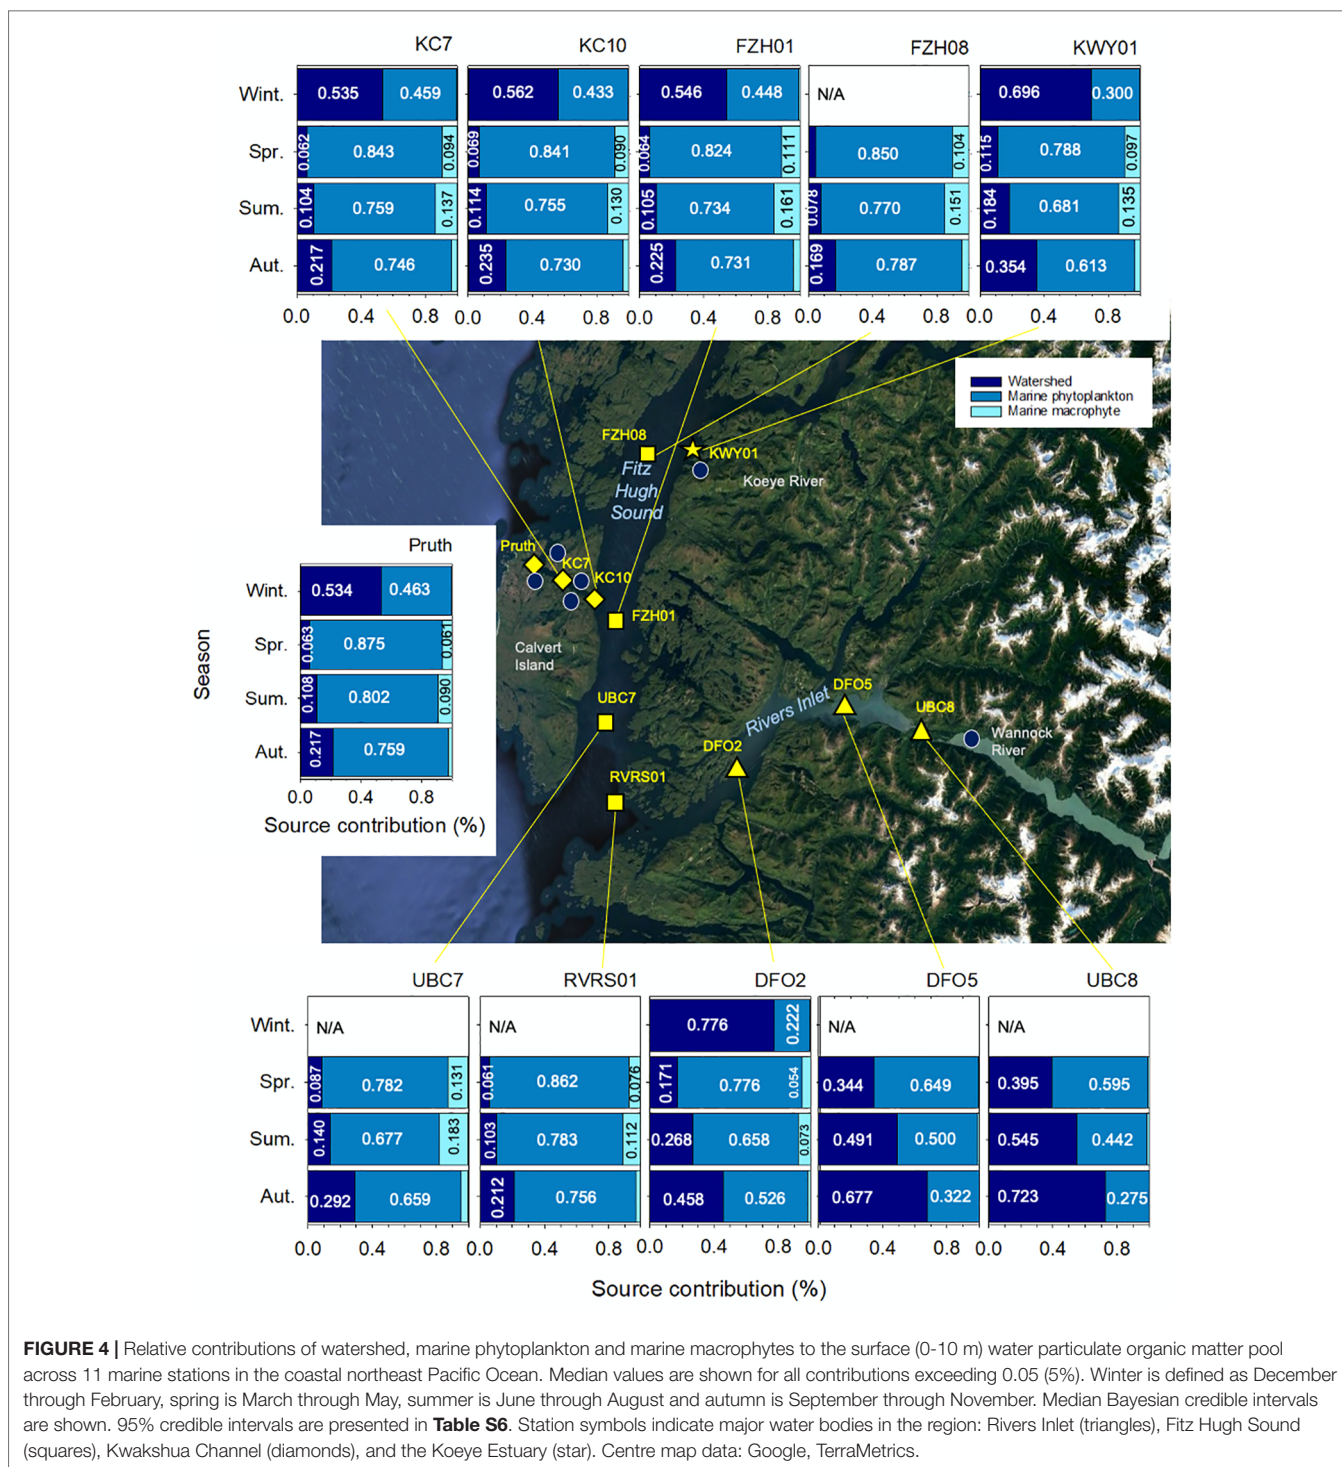 KC7
KC10
FZH01
FZH08
KWY01
Wint.
0.535
0.459
0.562
0.433
0.546
0.448
N/A
0.696
0.300
Spr.
0.062
0.843
0.094
0.069
0.841
0.090
0.064
0.824
0.111
0.850
0.104
0.115
0.788
0.097
Sum.
0.104
0.759
0.137
0.114
0.755
0.130
0.105
0.734
0.161
0.078
0.770
0.151
0.184
0.681
0.135
Aut.
0.217
0.746
0.235
0.730
0.225
0.731
0.169
0.787
0.354
0.613
0.0 0.4 0.8 0.0 0.4 0.8 0.0 0.4 0.8 0.0 0.4 0.8 0.0 0.4 0.8
Watershed
Marine phytoplankton
Marine macrophyte
FZH08
KWY01
Fitz
Hugh
Sound
Koeye River
Pruth
KC7
KC10
FZH01
Calvert
Island
UBC7
RVRS01
Rivers Inlet
DFO2
DFO5
UBC8
Wannock
River
Season
Pruth
Wint.
0.534
0.463
Spr.
0.063
0.875
0.061
Sum.
0.108
0.802
0.090
Aut.
0.217
0.759
0.0 0.4 0.8
Source contribution (%)
UBC7
RVRS01
DFO2
DFO5
UBC8
Wint.
N/A
N/A
0.776
0.222
N/A
N/A
Spr.
0.087
0.782
0.131
0.061
0.862
0.076
0.171
0.776
0.054
0.344
0.649
0.395
0.595
Sum.
0.140
0.677
0.183
0.103
0.783
0.112
0.268
0.658
0.073
0.491
0.500
0.545
0.442
Aut.
0.292
0.659
0.212
0.756
0.458
0.526
0.677
0.322
0.723
0.275
0.0 0.4 0.8 0.0 0.4 0.8 0.0 0.4 0.8 0.0 0.4 0.8 0.0 0.4 0.8
Source contribution (%)
FIGURE 4 | Relative contributions of watershed, marine phytoplankton and marine macrophytes to the surface (0-10 m) water particulate organic matter pool
across 11 marine stations in the coastal northeast Pacific Ocean. Median values are shown for all contributions exceeding 0.05 (5%). Winter is defined as December
through February, spring is March through May, summer is June through August and autumn is September through November. Median Bayesian credible intervals
are shown. 95% credible intervals are presented in Table S6. Station symbols indicate major water bodies in the region: Rivers Inlet (triangles), Fitz Hugh Sound
(squares), Kwakshua Channel (diamonds), and the Koeye Estuary (star). Centre map data: Google, TerraMetrics.